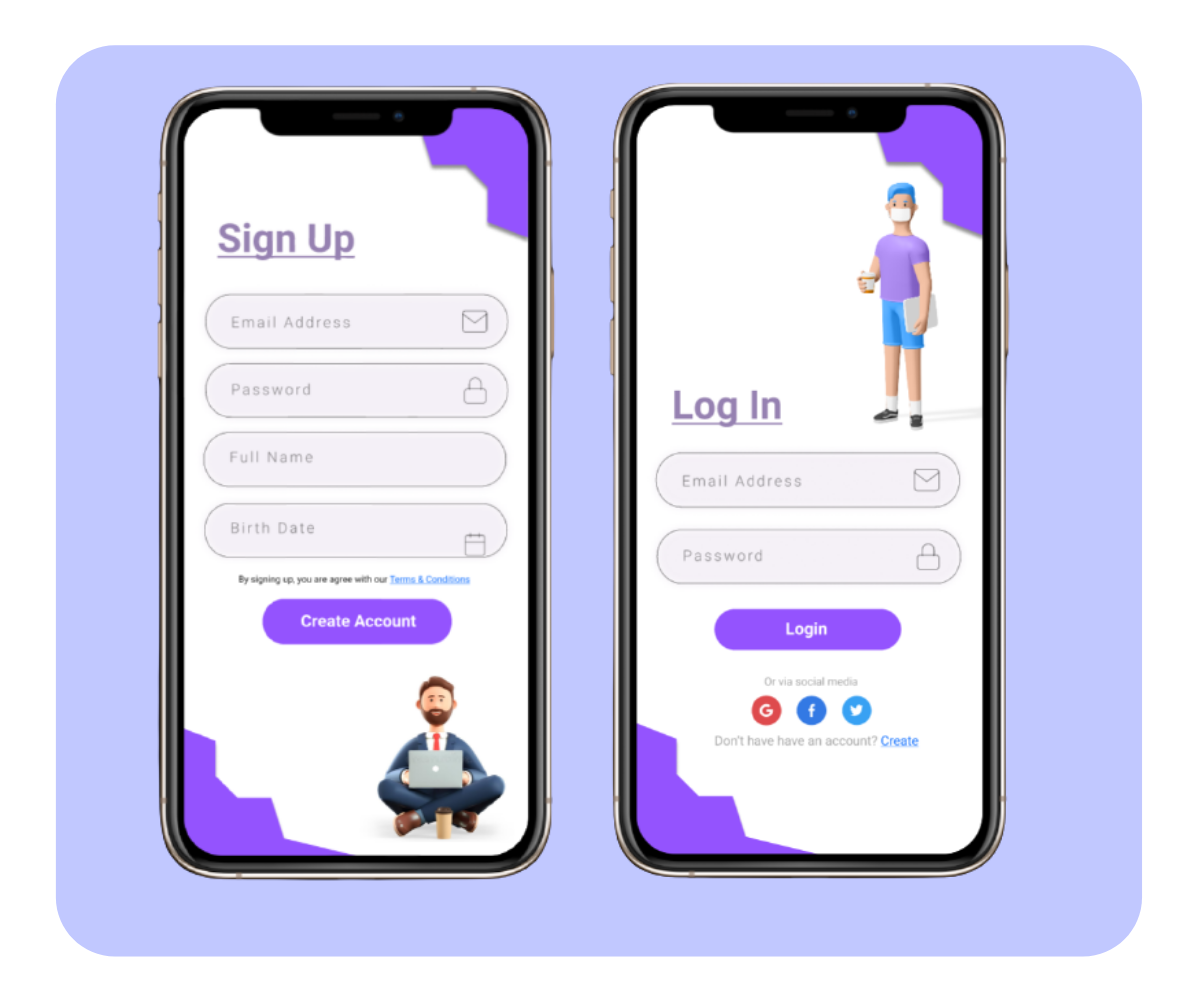 Sign Up
Email Address
Password
Full Name
Birth Date
By signing up, you are agree with our Terms & Conditions
Create Account
Log In
Email Address
Password
Login
Or via social media
G f
Don't have have an account? Create